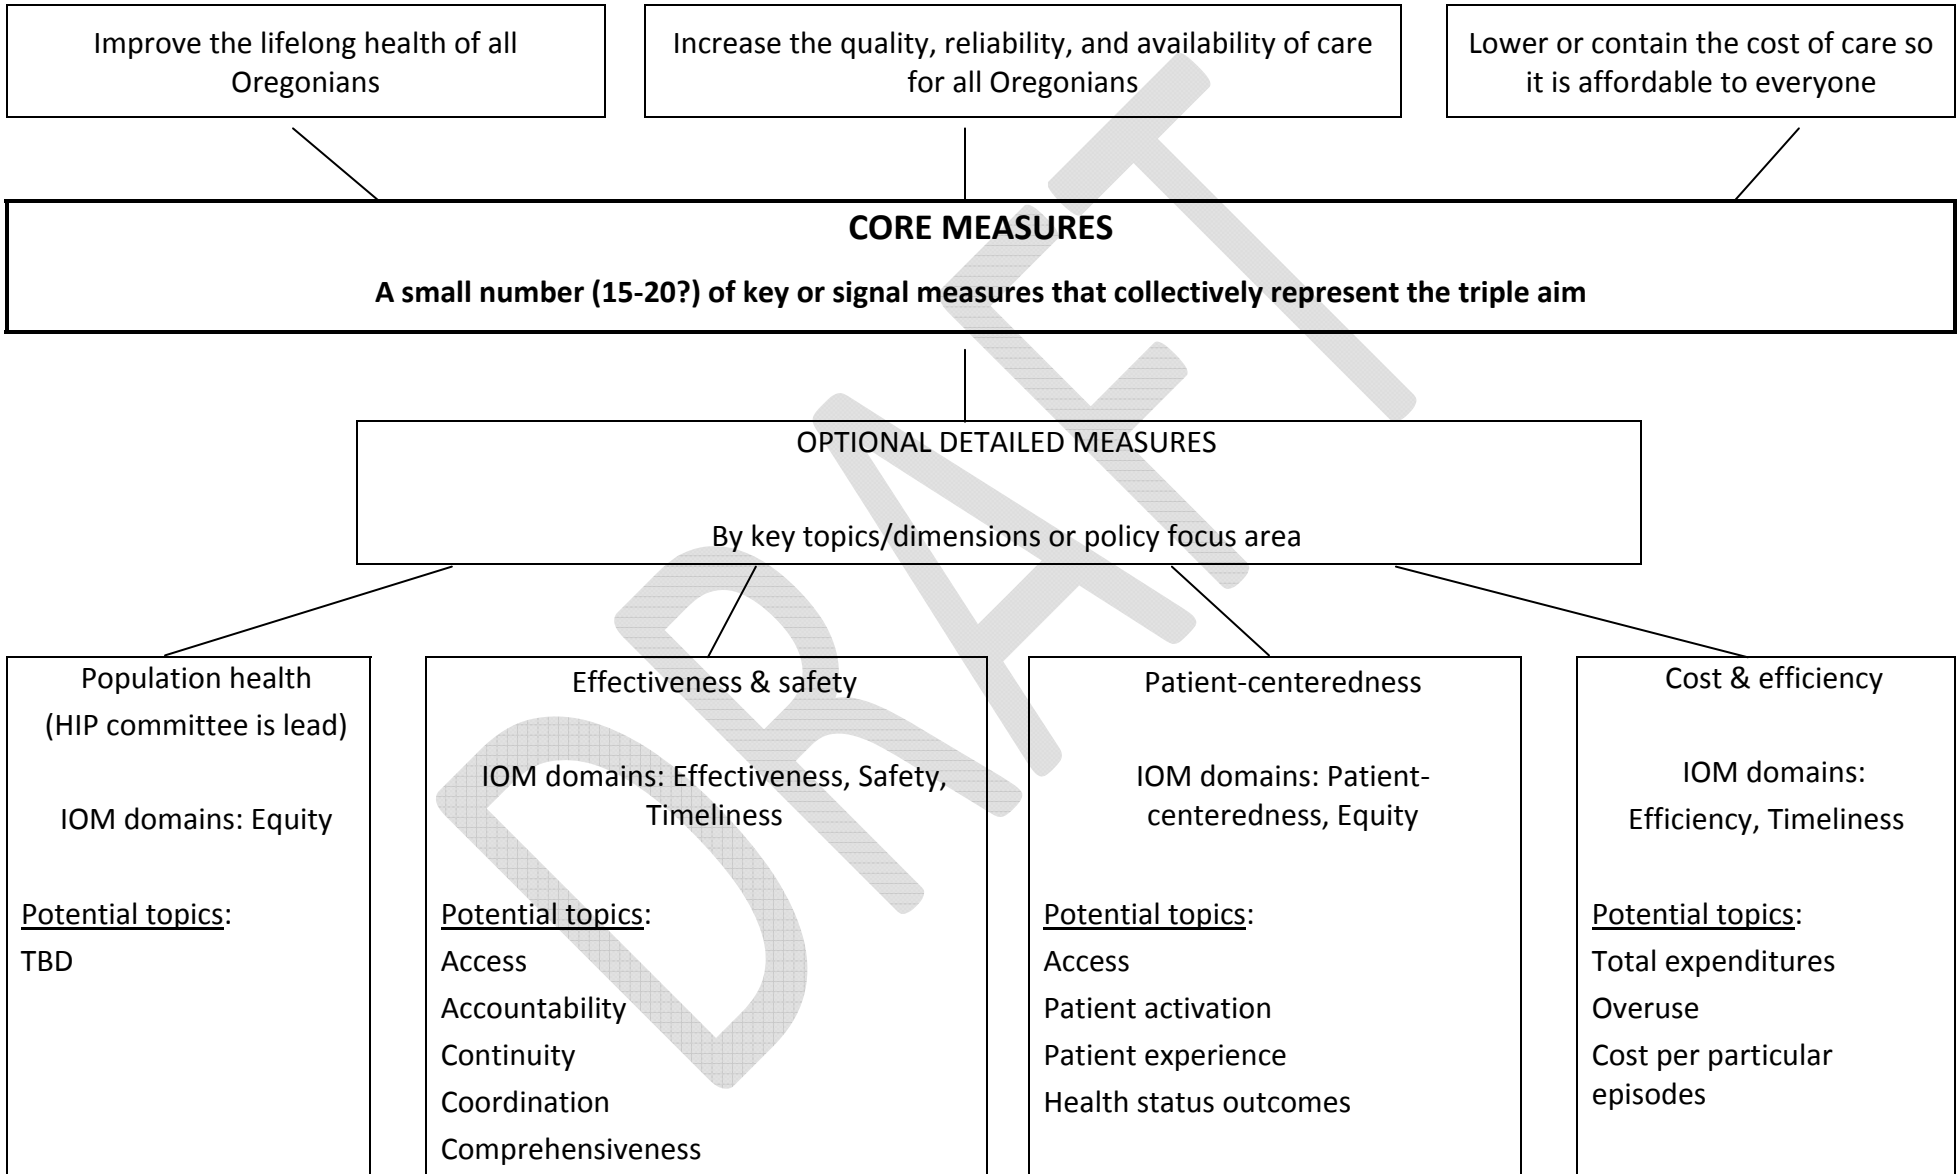 Improve the lifelong health of all
Oregonians
Increase the quality, reliability, and availability of care
for all Oregonians
Lower or contain the cost of care so
it is affordable to everyone
CORE MEASURES
A small number (15-20?) of key or signal measures that collectively represent the triple aim
OPTIONAL DETAILED MEASURES
By key topics/dimensions or policy focus area
Population health
(HIP committee is lead)
IOM domains: Equity
Potential topics:
TBD
Effectiveness & safety
IOM domains: Effectiveness, Safety,
Timeliness
Potential topics:
Access
Accountability
Continuity
Coordination
Comprehensiveness
Patient-centeredness
IOM domains: Patient-
centeredness, Equity
Potential topics:
Access
Patient activation
Patient experience
Health status outcomes
Cost & efficiency
IOM domains:
Efficiency, Timeliness
Potential topics:
Total expenditures
Overuse
Cost per particular
episodes
DRAFT